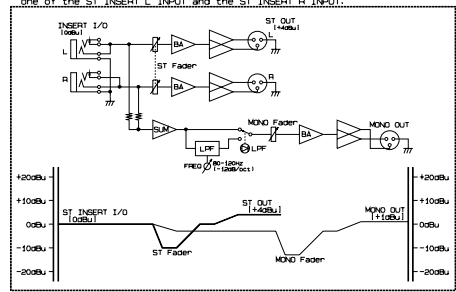 one of the ST INSERT L INPUT and the ST INSERT R INPUT.
INSERT I/O
[0dBu]
ST OUT
[+4dBu]
L
L
BA
ST Fader
R
R
BA
SUM
MONO Fader
BA
MONO OUT
LPF
LPF
FREQ
80-120Hz
(-12dB/oct)
+20dBu
+20dBu
+10dBu
+10dBu
ST INSERT I/O
[0dBu]
ST OUT
[+4dBu]
MONO OUT
[+1dBu]
0dBu
0dBu
-10dBu
-10dBu
ST Fader
MONO Fader
-20dBu
-20dBu